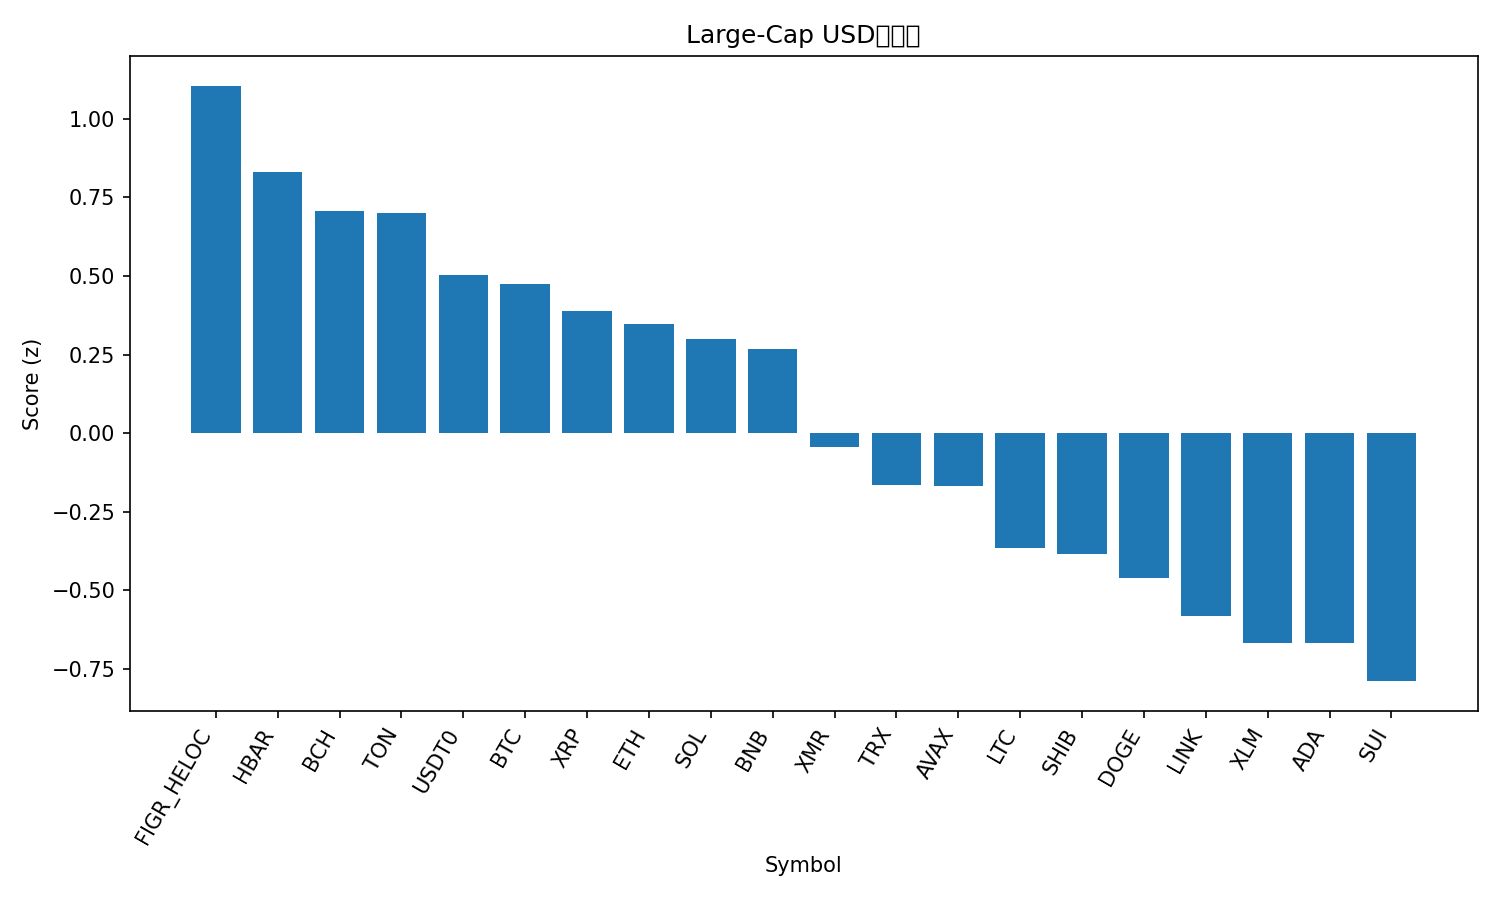 Large-Cap USD
1.00
0.75
0.50
0.25
0.00
−0.25
−0.50
−0.75
Score (z)
FIGR_HELOC
HBAR
BCH
TON
USDT0
BTC
XRP
ETH
SOL
BNB
XMR
TRX
AVAX
LTC
SHIB
DOGE
LINK
XLM
ADA
SUI
Symbol